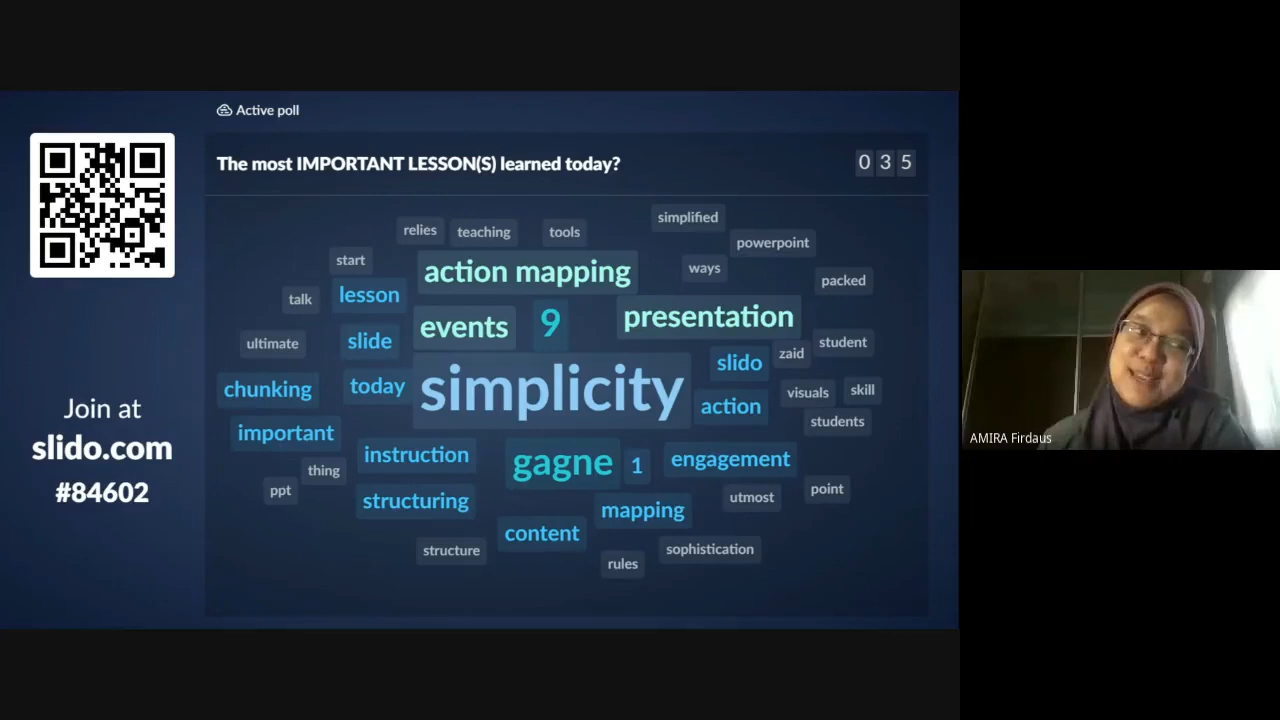 Active poll
The most IMPORTANT LESSON(S) learned today?
0 3 5
simplified
relies teaching tools
powerpoint
start
action mapping
ways
packed
talk
lesson
events
9
presentation
ultimate
slide
slido
zaid
student
chunking
today
simplicity
action
visuals
skill
students
important
instruction
gagne
1
engagement
thing
ppt
structuring
mapping
utmost
point
content
structure
rules
sophistication
Join at
slido.com
#84602
AMIRA Firdaus